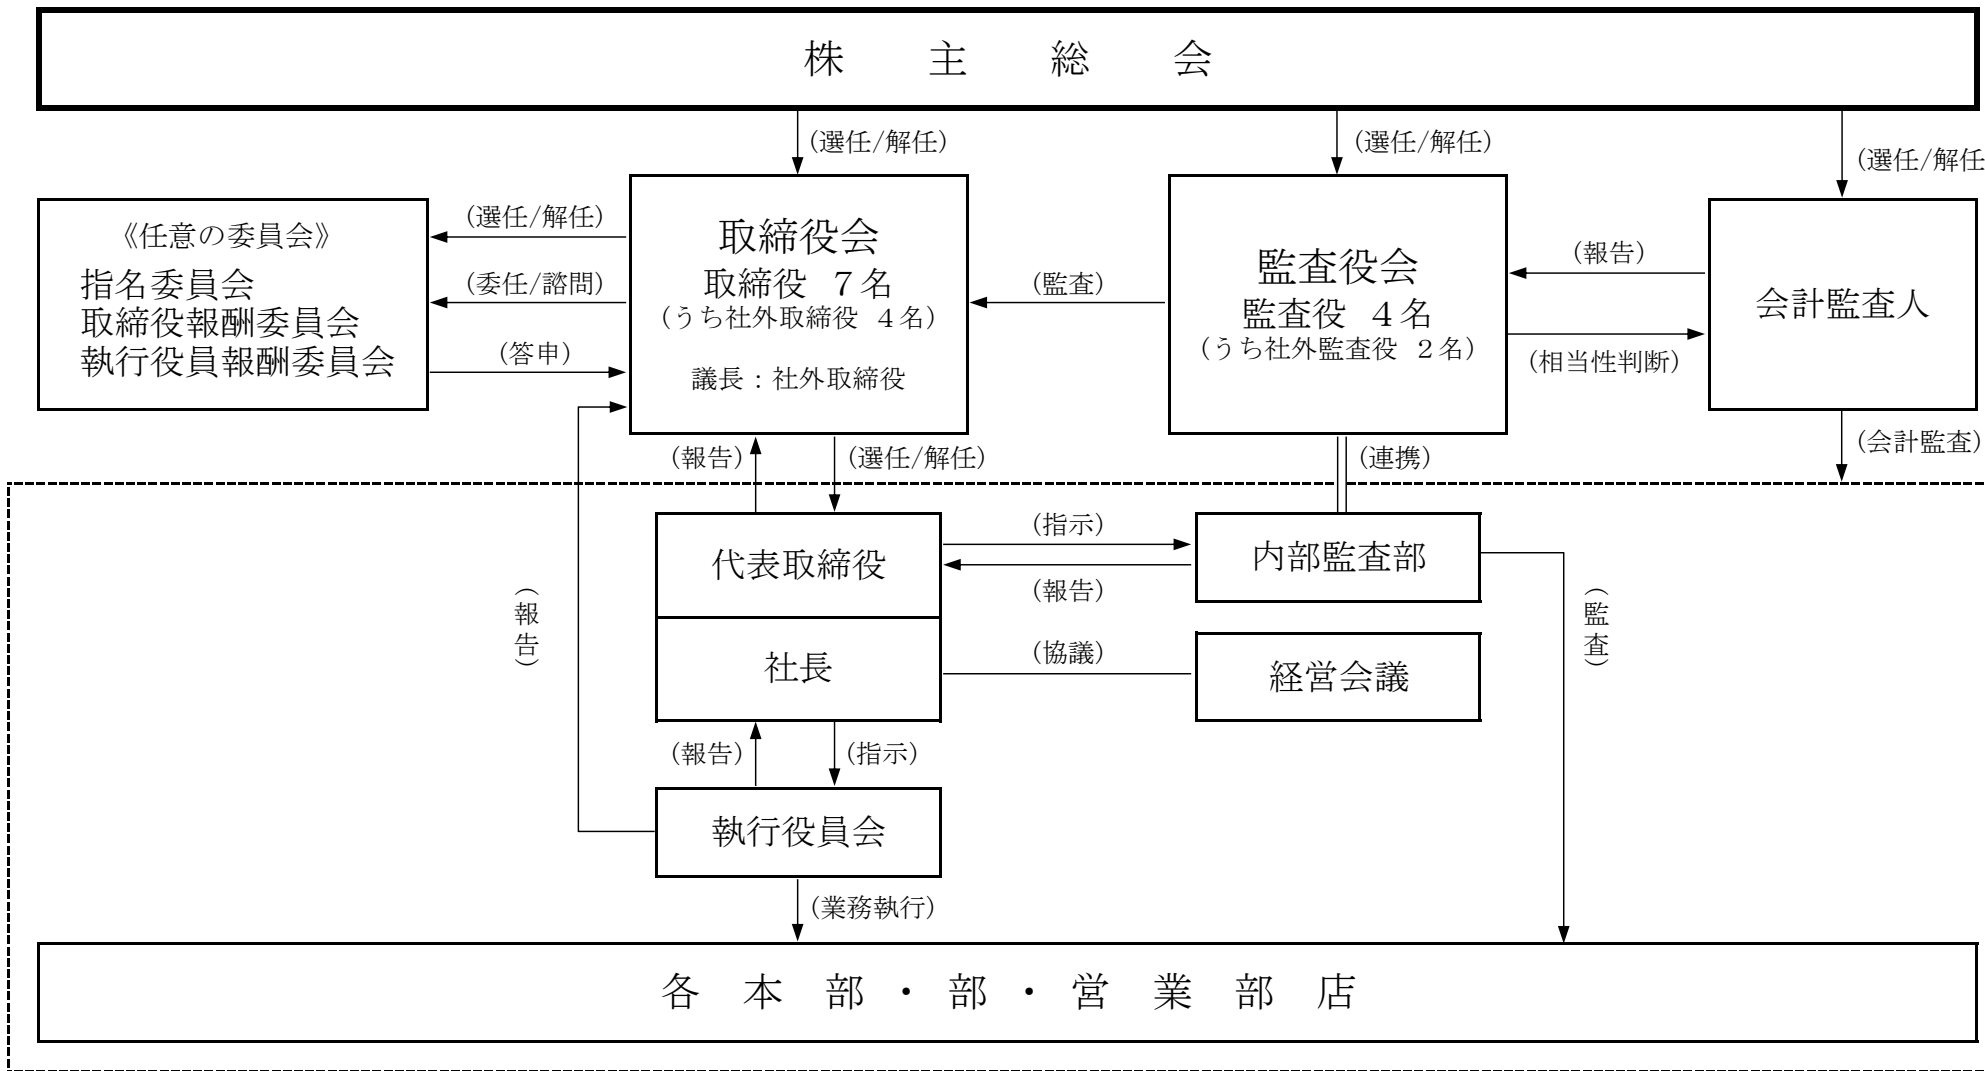 株主総会
(選任/解任)
(選任/解任)
(選任/解任
《任意の委員会》
指名委員会
取締役報酬委員会
執行役員報酬委員会
(選任/解任)
(委任/諮問)
(答申)
取締役会
取締役 7名
(うち社外取締役 4名)
議長：社外取締役
(監査)
監査役会
監査役 4名
(うち社外監査役 2名)
(報告)
(相当性判断)
会計監査人
(報告)
(選任/解任)
(連携)
(会計監査)
代表取締役
社長
(指示)
(報告)
(協議)
内部監査部
経営会議
(報告)
(監査)
(報告)
(指示)
執行役員会
(業務執行)
各本部・部・営業部店